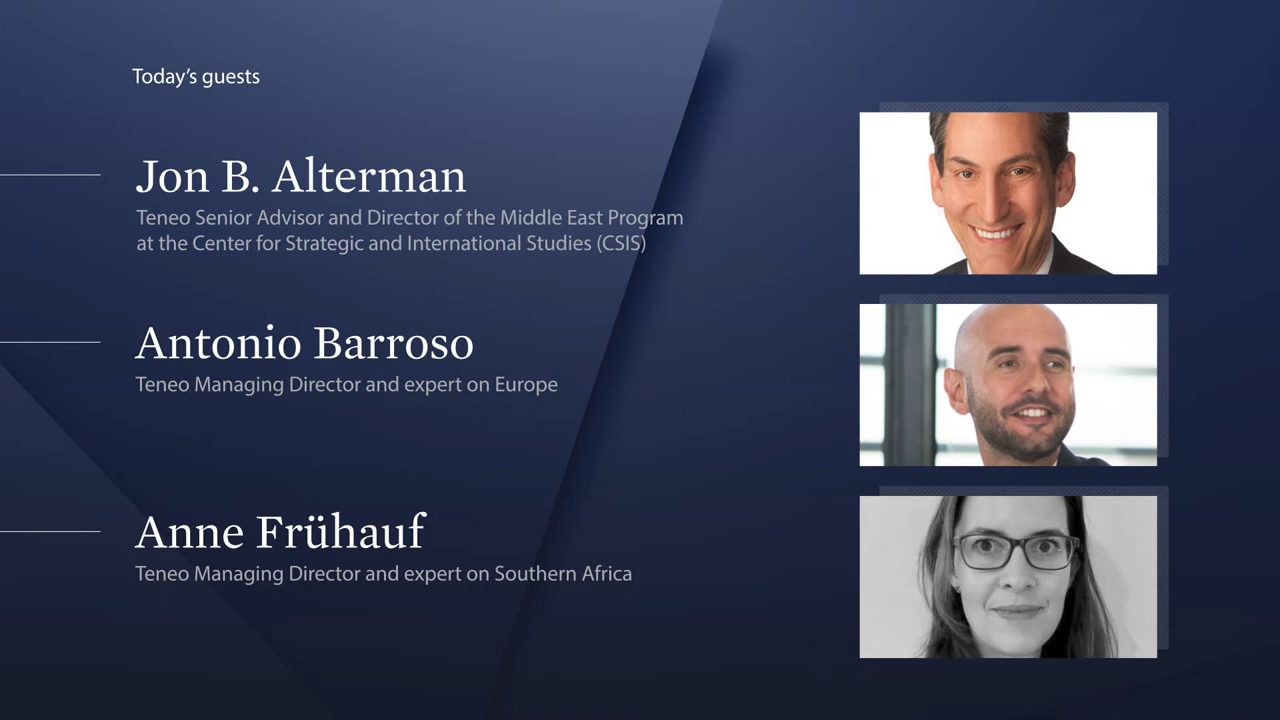 Today’s guests
Jon B. Alterman
Teneo Senior Advisor and Director of the Middle East Program
at the Center for Strategic and International Studies (CSIS)
Antonio Barroso
Teneo Managing Director and expert on Europe
Anne Frühauf
Teneo Managing Director and expert on Southern Africa